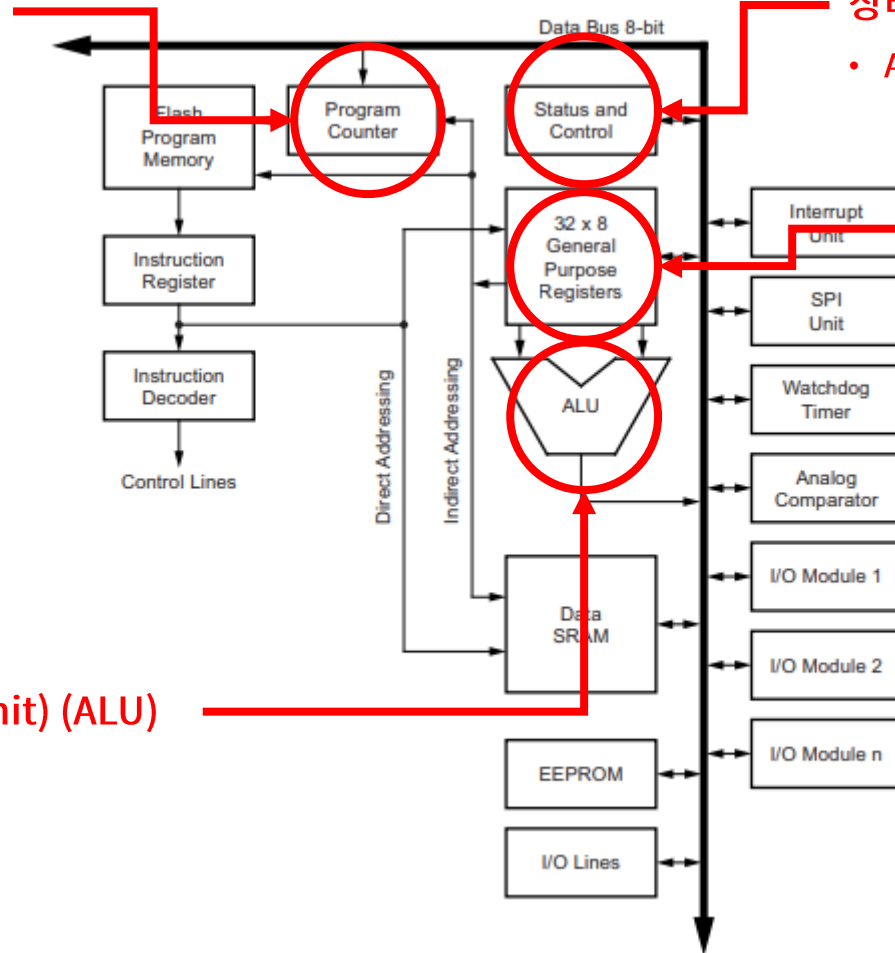 Data Bus 8-bit
• A
Flash
Program
Memory
Program
Counter
Status and
Control
32 x 8
General
Purpose
Registers
Interrupt
Unit
Instruction
Register
SPI
Unit
Instruction
Decoder
ALU
Watchdog
Timer
Direct Addressing
Indirect Addressing
Control Lines
Analog
Comparator
I/O Module 1
Data
SRAM
I/O Module 2
nit) (ALU)
I/O Module n
EEPROM
I/O Lines